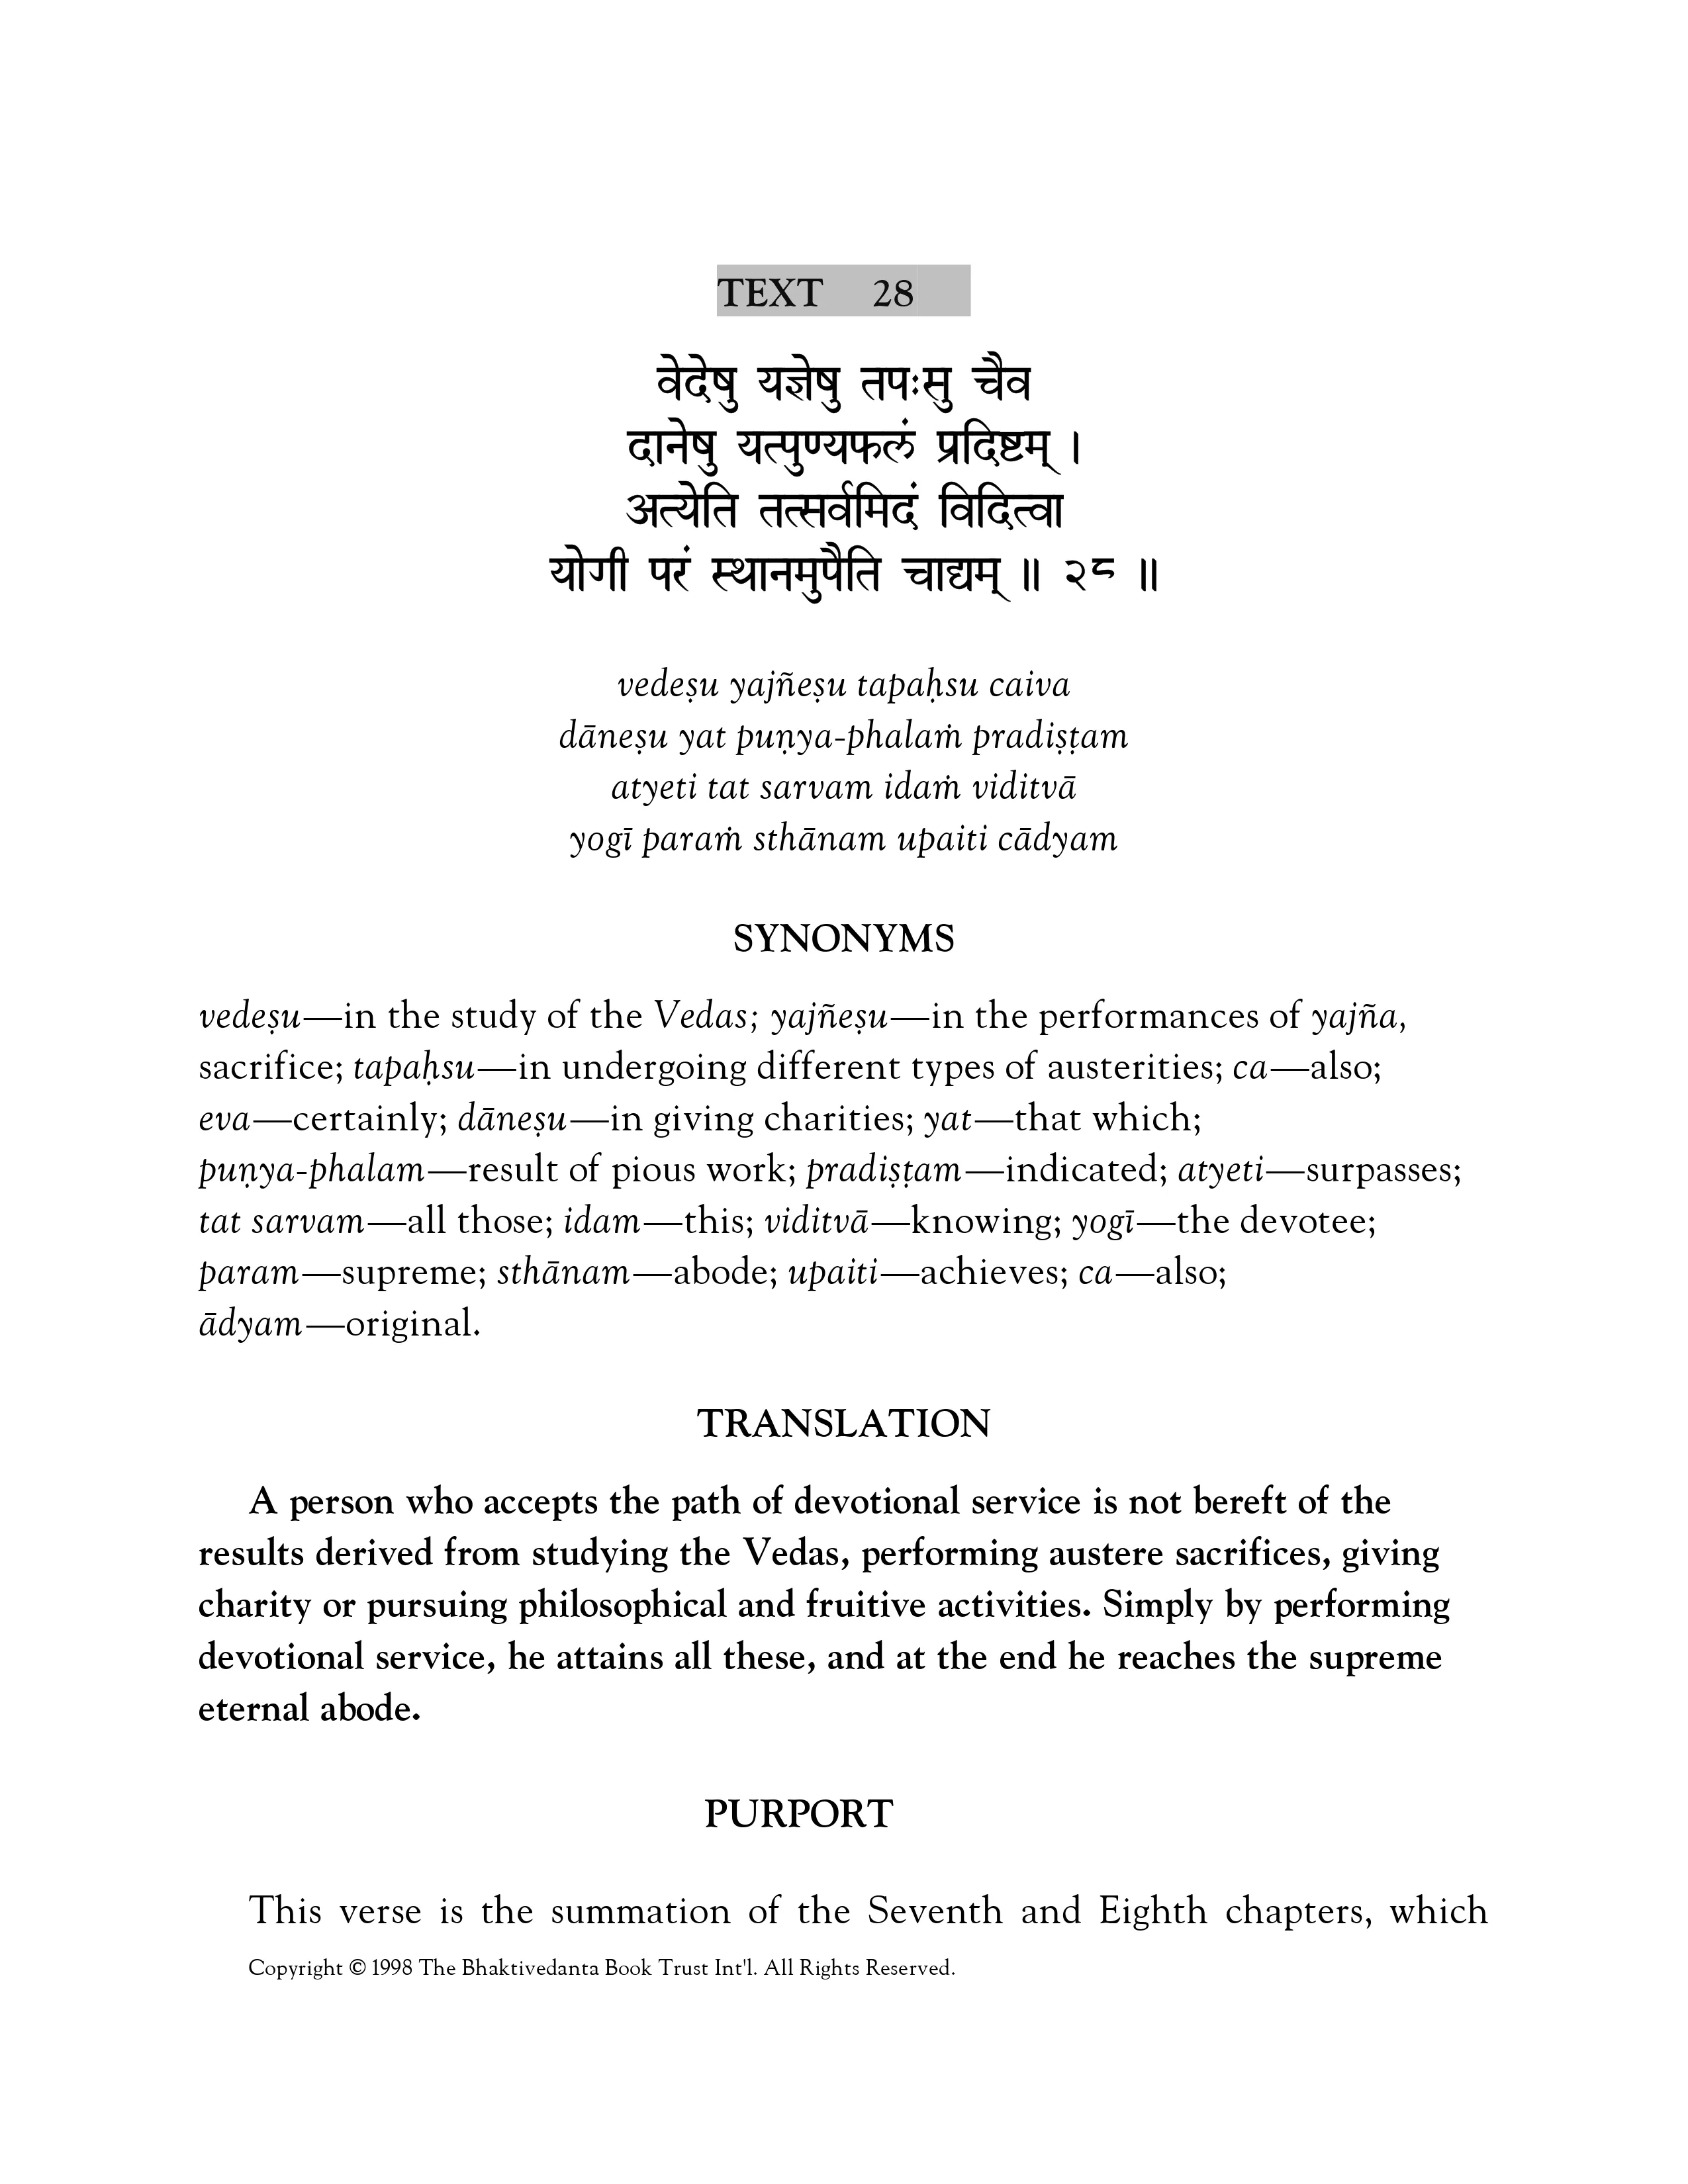 TEXT 28
वेदेषु यज्ञेषु तपःसु चैव
दानेषु यत्पुण्यफलं प्रदिष्टम् ।
अत्येति तत्सर्वमिदं विदित्वा
योगी परं स्थानमुपैति चाद्यम् ॥ २८ ॥
vedeṣu yajñeṣu tapaḥsu caiva
dāneṣu yat puṇya-phalaṁ pradiṣṭam
atyeti tat sarvam idaṁ viditvā
yogī paraṁ sthānam upaiti cādyam
SYNONYMS
vedeṣu—in the study of the Vedas; yajñeṣu—in the performances of yajña,
sacrifice; tapaḥsu—in undergoing different types of austerities; ca—also;
eva—certainly; dāneṣu—in giving charities; yat—that which;
puṇya-phalam—result of pious work; pradiṣṭam—indicated; atyeti—surpasses;
tat sarvam—all those; idam—this; viditvā—knowing; yogī—the devotee;
param—supreme; sthānam—abode; upaiti—achieves; ca—also;
ādyam—original.
TRANSLATION
A person who accepts the path of devotional service is not bereft of the
results derived from studying the Vedas, performing austere sacrifices, giving
charity or pursuing philosophical and fruitive activities. Simply by performing
devotional service, he attains all these, and at the end he reaches the supreme
eternal abode.
PURPORT
This verse is the summation of the Seventh and Eighth chapters, which
Copyright © 1998 The Bhaktivedanta Book Trust Int'l. All Rights Reserved.